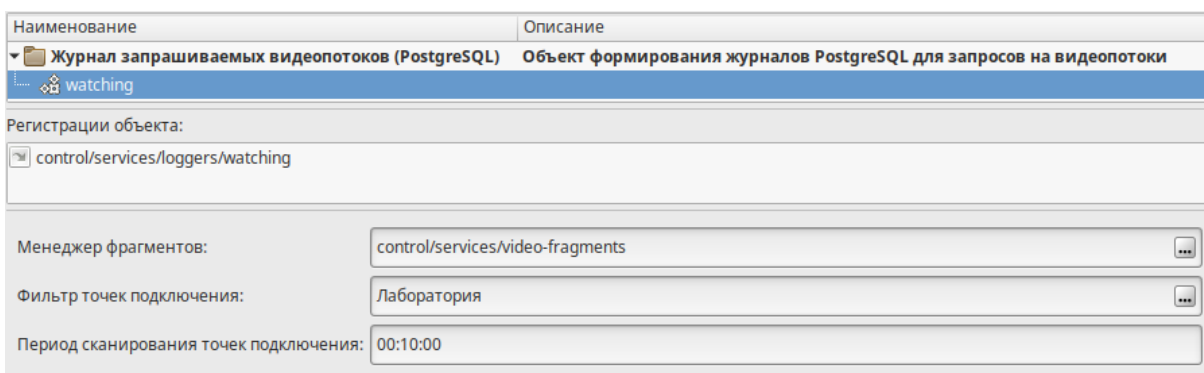 Наименование Описание
Журнал запрашиваемых видеопотоков (PostgreSQL) Объект формирования журналов PostgreSQL для запросов на видеопотоки
watching
Регистрации объекта:
control/services/loggers/watching
Менеджер фрагментов: control/services/video-fragments ...
Фильтр точек подключения: Лаборатория ...
Период сканирования точек подключения: 00:10:00